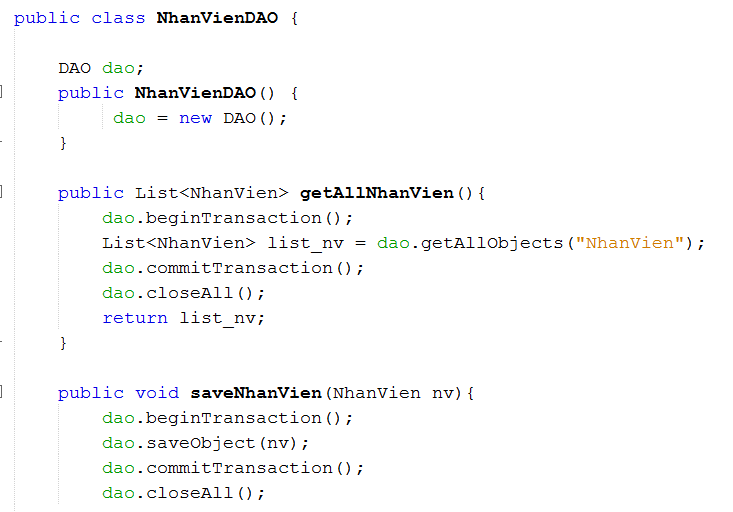 public class NhanVienDAO {
DAO dao;
public NhanVienDAO() {
dao = new DAO();
}
public List<NhanVien> getAllNhanVien(){
dao.beginTransaction();
List<NhanVien> list_nv = dao.getAllObjects("NhanVien");
dao.commitTransaction();
dao.closeAll();
return list_nv;
}
public void saveNhanVien(NhanVien nv){
dao.beginTransaction();
dao.saveObject(nv);
dao.commitTransaction();
dao.closeAll();